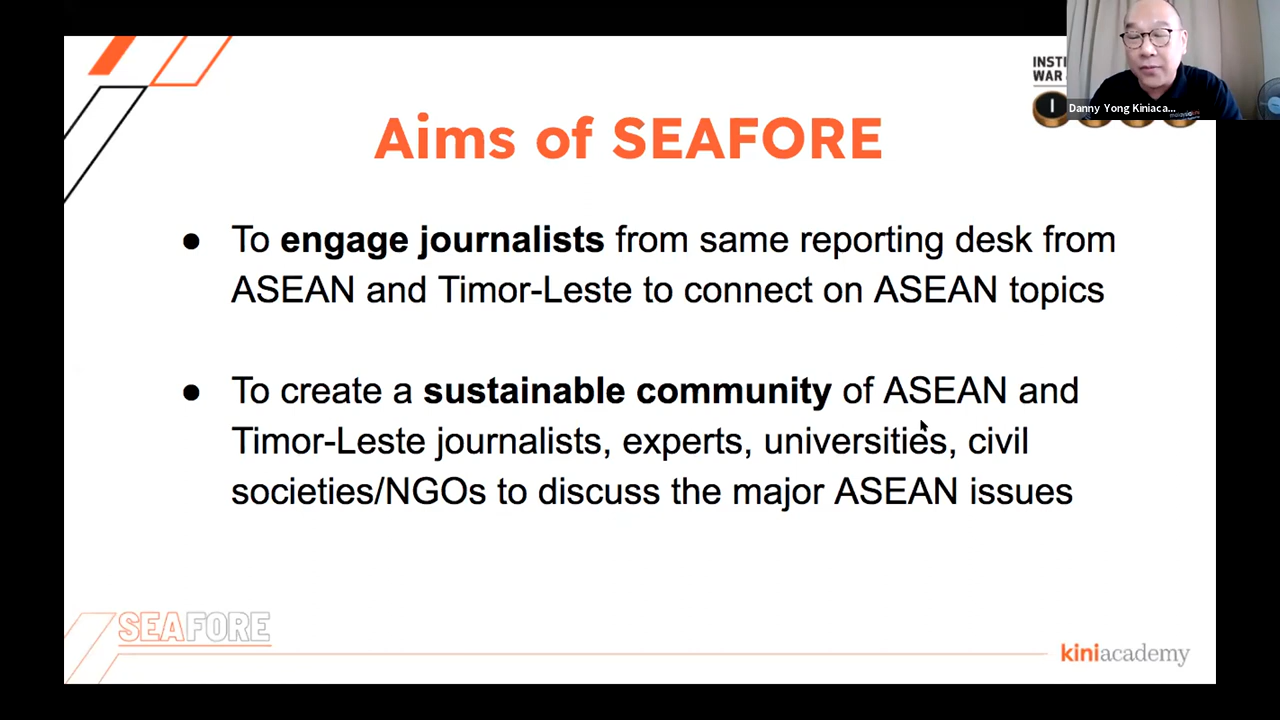 INSTI
WAR
I
Danny Yong Kiniaca...
Aims of SEAFORE
● To engage journalists from same reporting desk from
ASEAN and Timor-Leste to connect on ASEAN topics
● To create a sustainable community of ASEAN and
Timor-Leste journalists, experts, universities, civil
societies/NGOs to discuss the major ASEAN issues
SEAFORE
kiniacademy